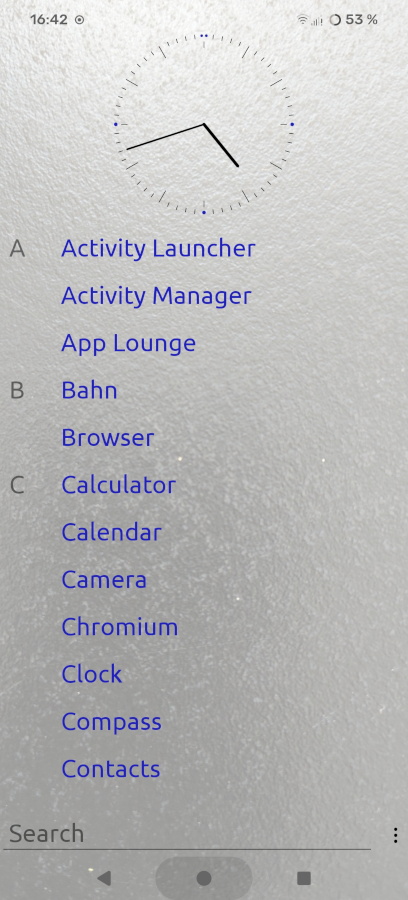 16:42 53 %
A Activity Launcher
Activity Manager
App Lounge
B Bahn
Browser
C Calculator
Calendar
Camera
Chromium
Clock
Compass
Contacts
Search